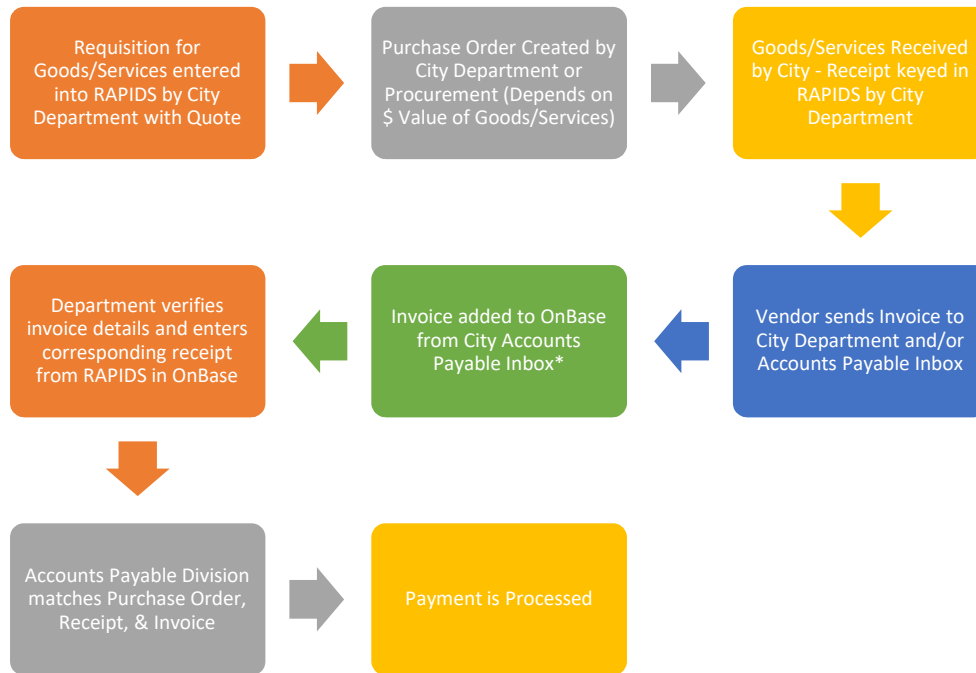 Requisition for
Goods/Services entered
into RAPIDS by City
Department with Quote
Purchase Order Created by
City Department or
Procurement (Depends on
$ Value of Goods/Services)
Goods/Services Received
by City - Receipt keyed in
RAPIDS by City
Department
Vendor sends Invoice to
City Department and/or
Accounts Payable Inbox
Invoice added to OnBase
from City Accounts
Payable Inbox*
Department verifies
invoice details and enters
corresponding receipt
from RAPIDS in OnBase
Accounts Payable Division
matches Purchase Order,
Receipt, & Invoice
Payment is Processed